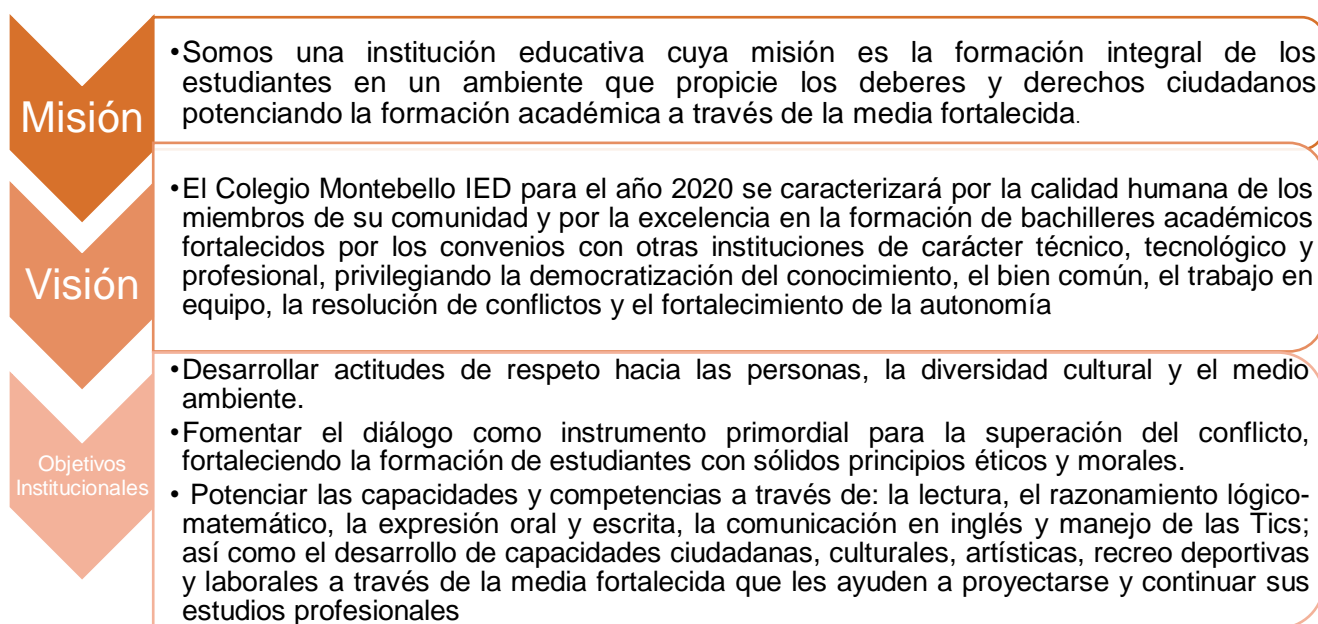 Misión
•Somos una institución educativa cuya misión es la formación integral de los
estudiantes en un ambiente que propicie los deberes y derechos ciudadanos
potenciando la formación académica a través de la media fortalecida.
Visión
•El Colegio Montebello IED para el año 2020 se caracterizará por la calidad humana de los
miembros de su comunidad y por la excelencia en la formación de bachilleres académicos
fortalecidos por los convenios con otras instituciones de carácter técnico, tecnológico y
profesional, privilegiando la democratización del conocimiento, el bien común, el trabajo en
equipo, la resolución de conflictos y el fortalecimiento de la autonomía
Objetivos
Institucionales
•Desarrollar actitudes de respeto hacia las personas, la diversidad cultural y el medio
ambiente.
•Fomentar el diálogo como instrumento primordial para la superación del conflicto,
fortaleciendo la formación de estudiantes con sólidos principios éticos y morales.
• Potenciar las capacidades y competencias a través de: la lectura, el razonamiento lógico-
matemático, la expresión oral y escrita, la comunicación en inglés y manejo de las Tics;
así como el desarrollo de capacidades ciudadanas, culturales, artísticas, recreo deportivas
y laborales a través de la media fortalecida que les ayuden a proyectarse y continuar sus
estudios profesionales